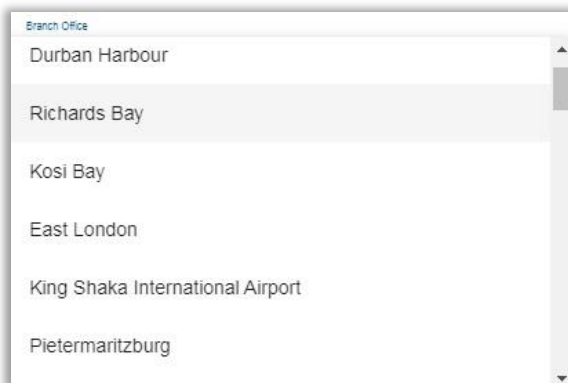 Branch Office
Durban Harbour
Richards Bay
Kosi Bay
East London
King Shaka International Airport
Pietermaritzburg